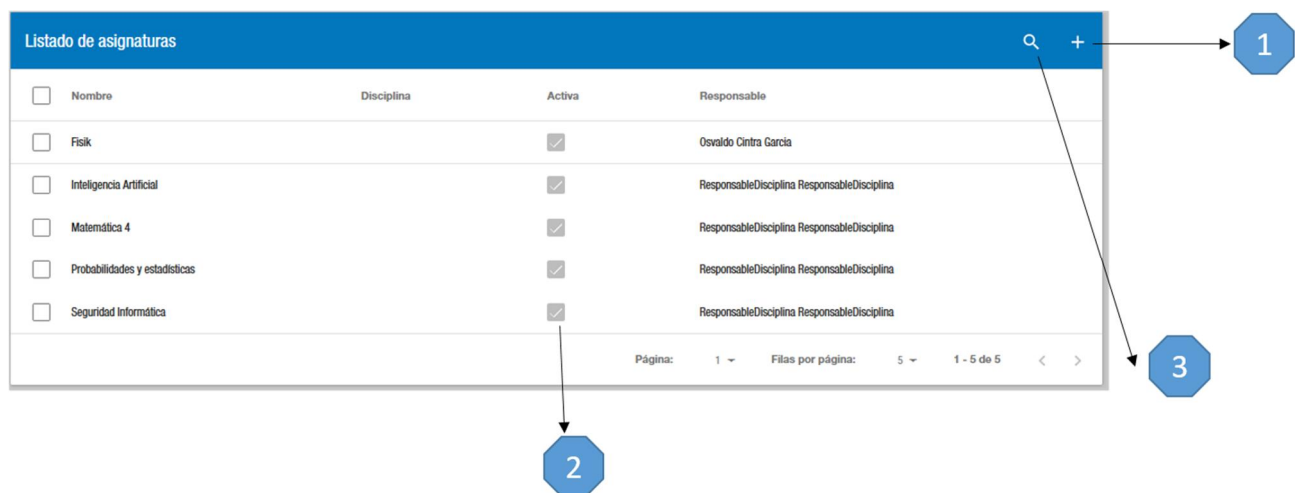 Listado de asignaturas
1
Nombre Disciplina Activa Responsable
Fisik Osvaldo Cintra Garcia
Inteligencia Artificial ResponsableDisciplina ResponsableDisciplina
Matemática 4 ResponsableDisciplina ResponsableDisciplina
Probabilidades y estadísticas ResponsableDisciplina ResponsableDisciplina
Seguridad Informática ResponsableDisciplina ResponsableDisciplina
Página: 1 Filas por página: 5 1 - 5 de 5
3
2